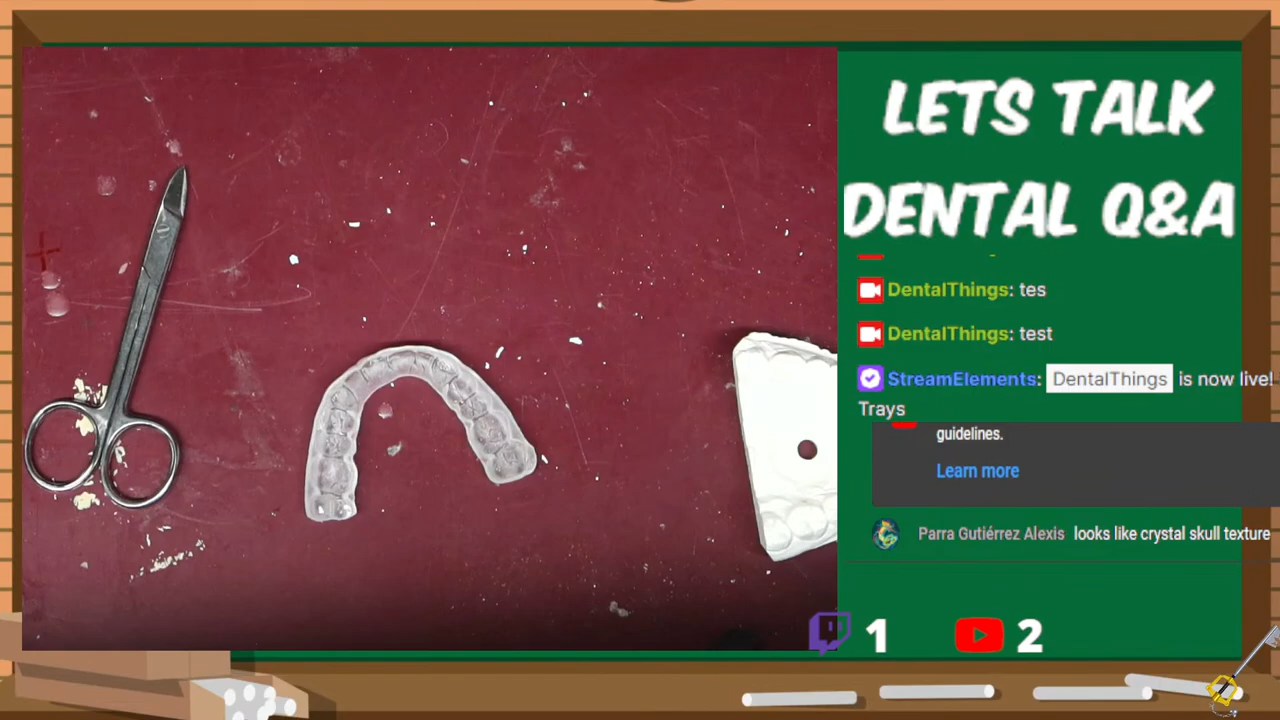 LETS TALK
DENTAL Q&A
DentalThings: tes
DentalThings: test
StreamElements: DentalThings is now live!
Trays
guidelines.
Learn more
Parra Gutiérrez Alexis looks like crystal skull texture
1 2